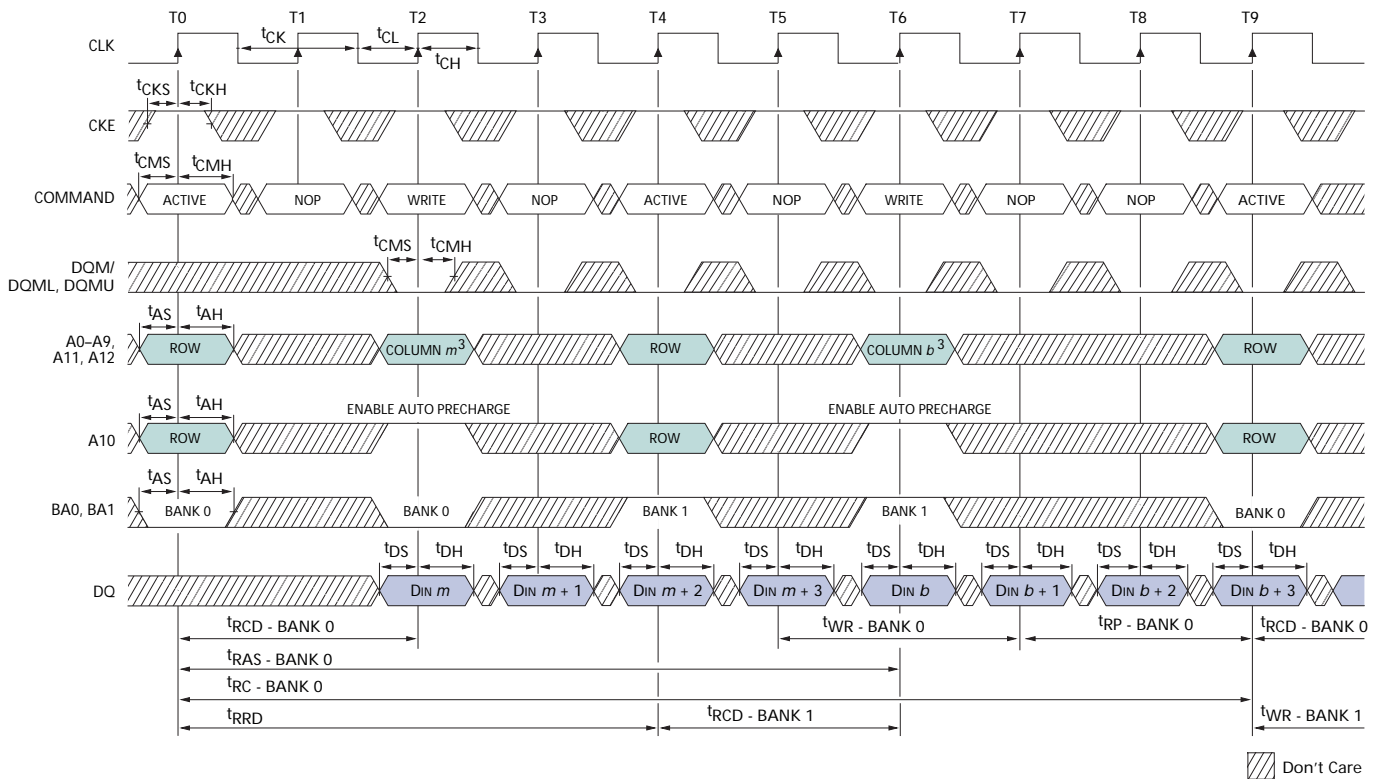 T0 T1 T2 T3 T4 T5 T6 T7 T8 T9
CLK tCK tCL tCH
tCKS tCKH
CKE
tCMS tCMH
COMMAND ACTIVE NOP WRITE NOP ACTIVE NOP WRITE NOP NOP ACTIVE
tCMS tCMH
DQM/
DQML, DQMU
tAS tAH
A0–A9,
A11, A12
ROW COLUMN m3 ROW COLUMN b3 ROW
tAS tAH
ENABLE AUTO PRECHARGE ENABLE AUTO PRECHARGE
A10 ROW ROW ROW
tAS tAH
BA0, BA1 BANK 0 BANK 0 BANK 1 BANK 1 BANK 0
tDS tDH tDS tDH tDS tDH tDS tDH tDS tDH tDS tDH tDS tDH tDS tDH
DQ DIN m DIN m + 1 DIN m + 2 DIN m + 3 DIN b DIN b + 1 DIN b + 2 DIN b + 3
tRCD - BANK 0 tWR - BANK 0 tRP - BANK 0 tRCD - BANK 0
tRAS - BANK 0
tRC - BANK 0
tRRD tRCD - BANK 1 tWR - BANK 1
Don't Care